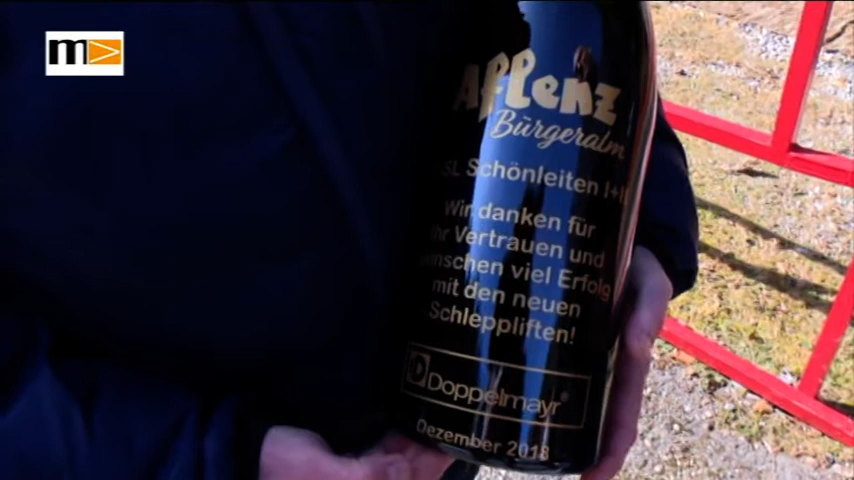 m
Aflenz
Bürgeralm
SL Schönleiten I+II
Wir danken für
Ihr Vertrauen und
wünschen viel Erfolg
mit den neuen
Schleppliften!
Doppelmayr®
Dezember 2018